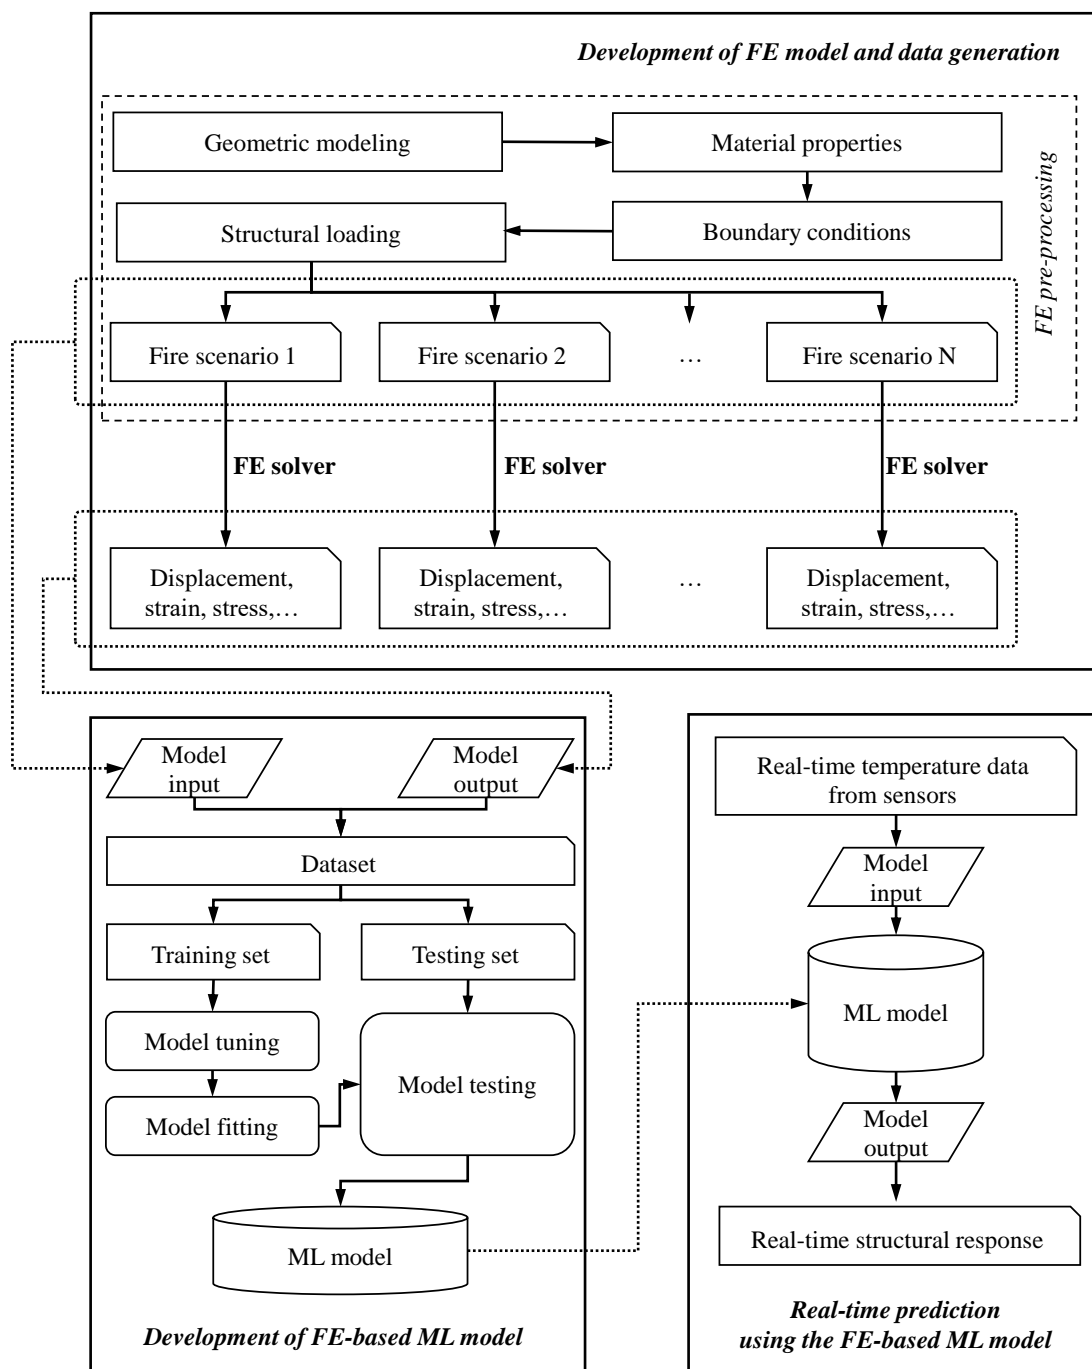 Development of FE model and data generation
Geometric modeling
Material properties
FE pre-processing
Structural loading
Boundary conditions
Fire scenario 1
Fire scenario 2
…
Fire scenario N
FE solver
FE solver
FE solver
Displacement,
strain, stress,…
Displacement,
strain, stress,…
…
Displacement,
strain, stress,…
Model
input
Model
output
Dataset
Training set
Testing set
Model tuning
Model fitting
Model testing
ML model
Development of FE-based ML model
Real-time temperature data
from sensors
Model
input
ML model
Model
output
Real-time structural response
Real-time prediction
using the FE-based ML model